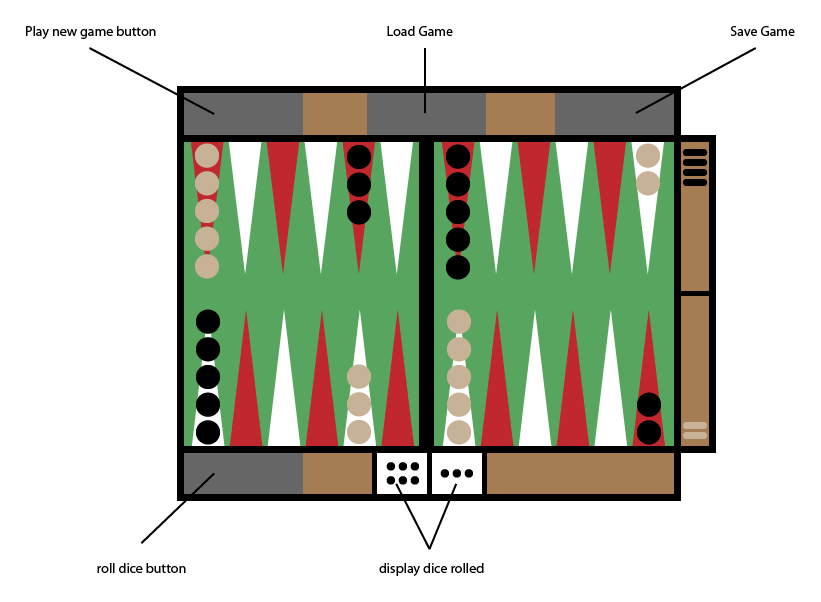 Play new game button
Load Game
Save Game
roll dice button
display dice rolled